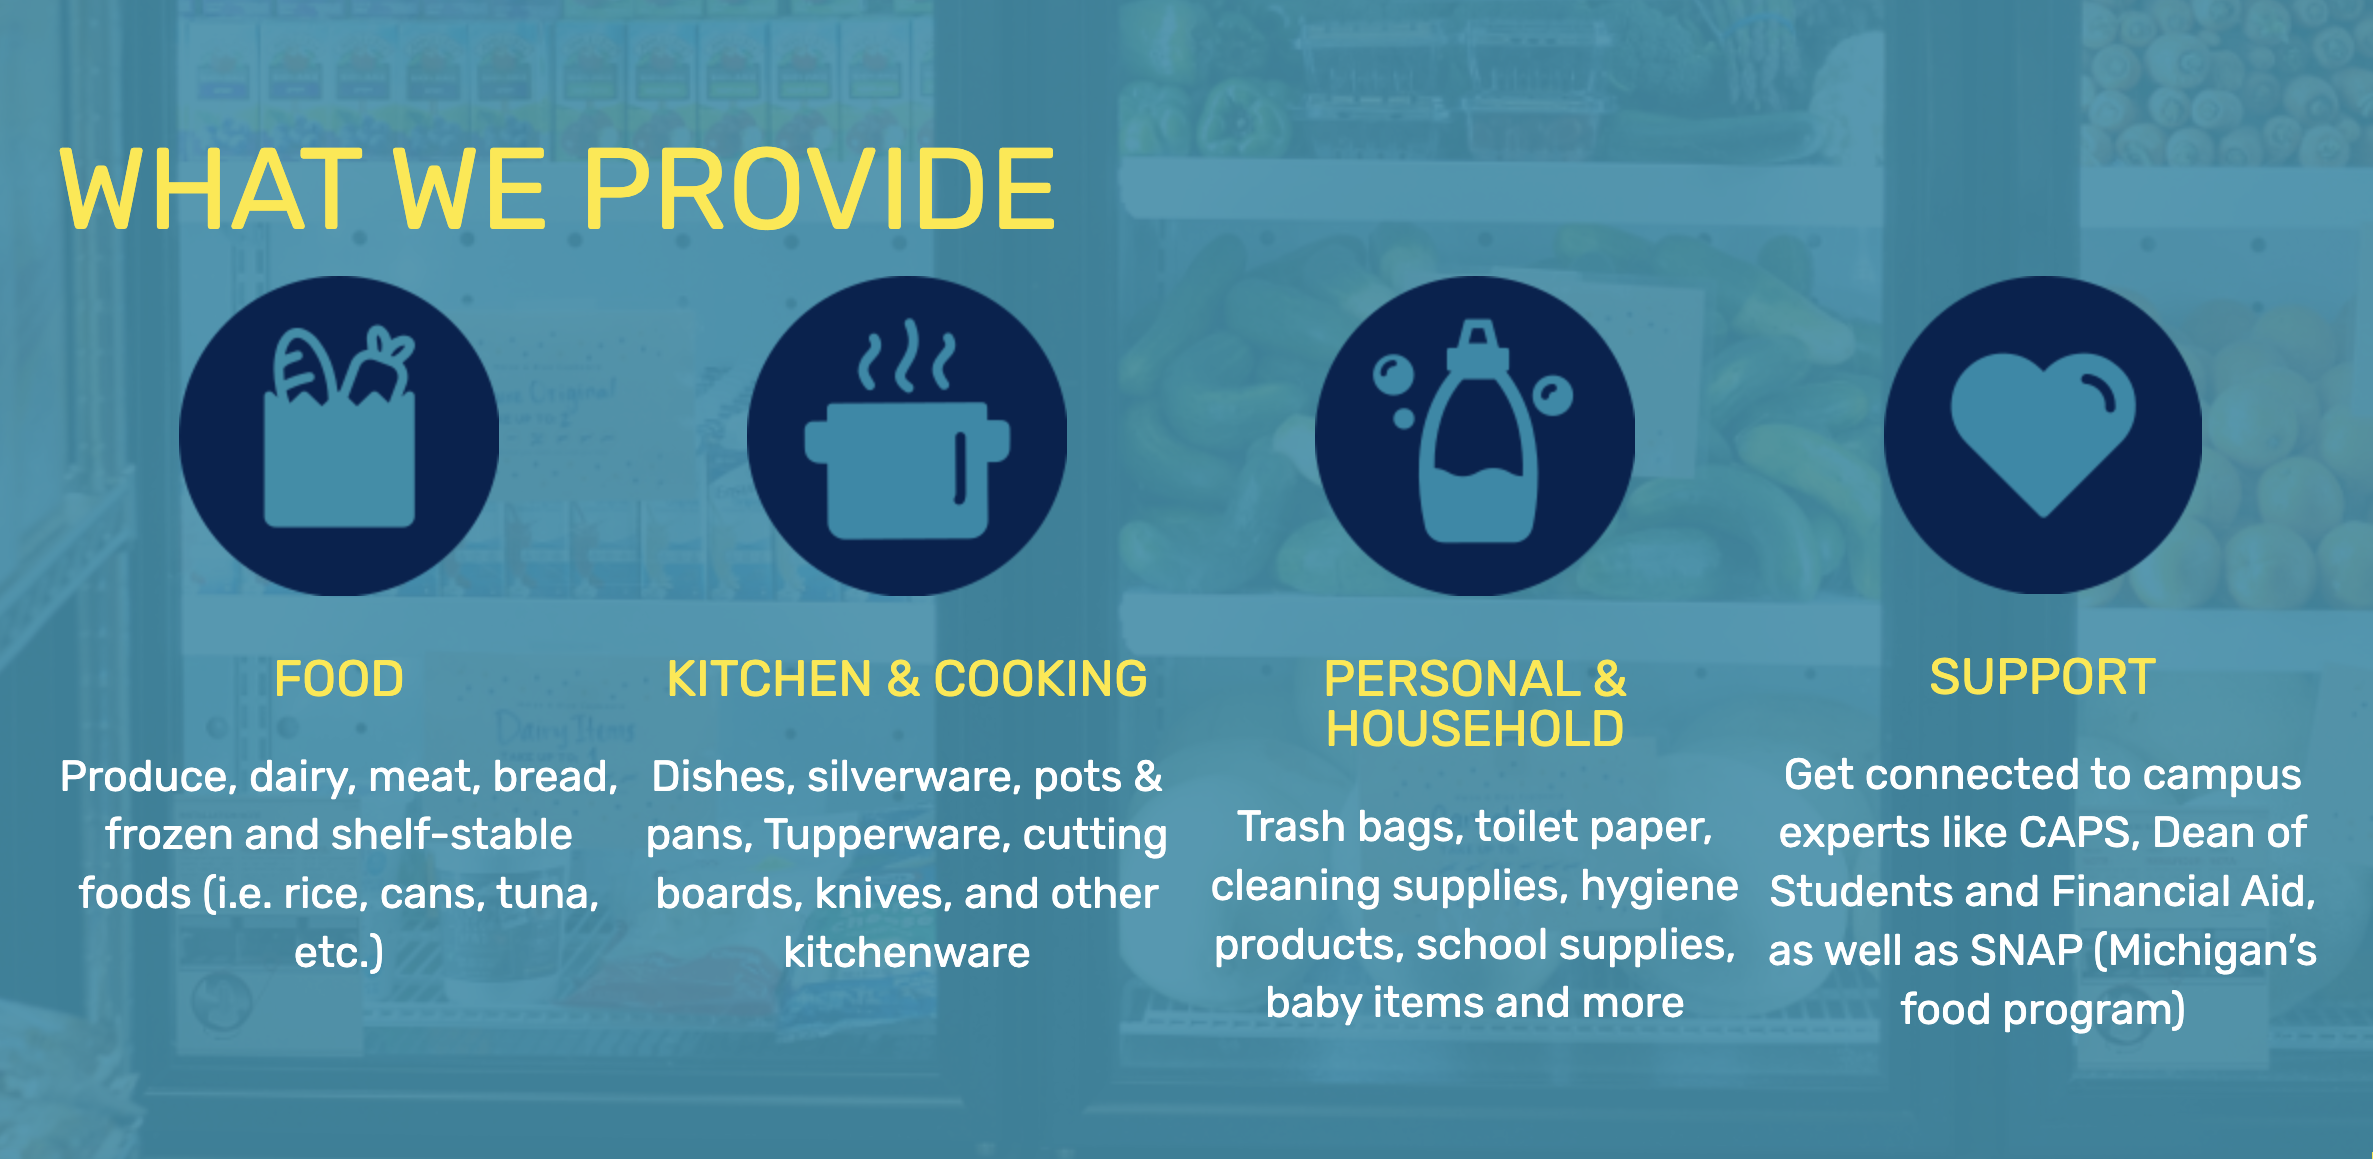 WHAT WE PROVIDE
FOOD
Produce, dairy, meat, bread,
frozen and shelf-stable
foods (i.e. rice, cans, tuna,
etc.)
KITCHEN & COOKING
Dishes, silverware, pots &
pans, Tupperware, cutting
boards, knives, and other
kitchenware
PERSONAL &
HOUSEHOLD
Trash bags, toilet paper,
cleaning supplies, hygiene
products, school supplies,
baby items and more
SUPPORT
Get connected to campus
experts like CAPS, Dean of
Students and Financial Aid,
as well as SNAP (Michigan's
food program)
Original
Dairy Items